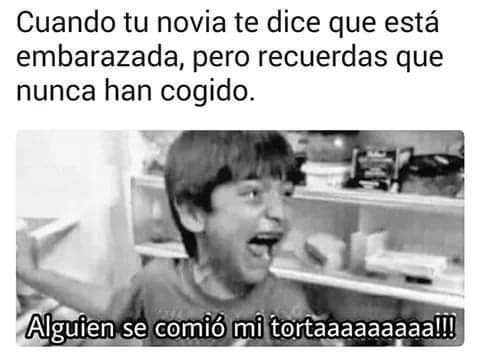 Cuando tu novia te dice que está
embarazada, pero recuerdas que
nunca han cogido.
Alguien se comió mi tortaaaaaaaaa!!!